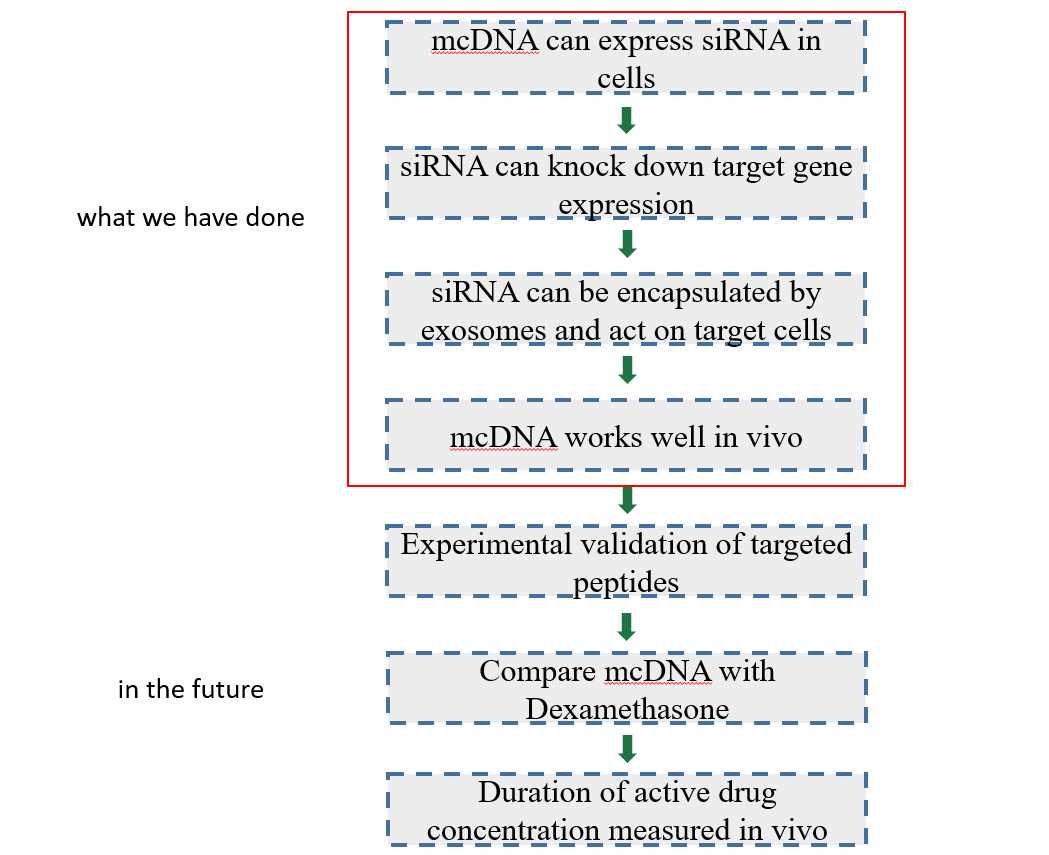 mcDNA can express siRNA in
cells
siRNA can knock down target gene
expression
what we have done
siRNA can be encapsulated by
exosomes and act on target cells
mcDNA works well in vivo
Experimental validation of targeted
peptides
in the future
Compare mcDNA with
Dexamethasone
Duration of active drug
concentration measured in vivo